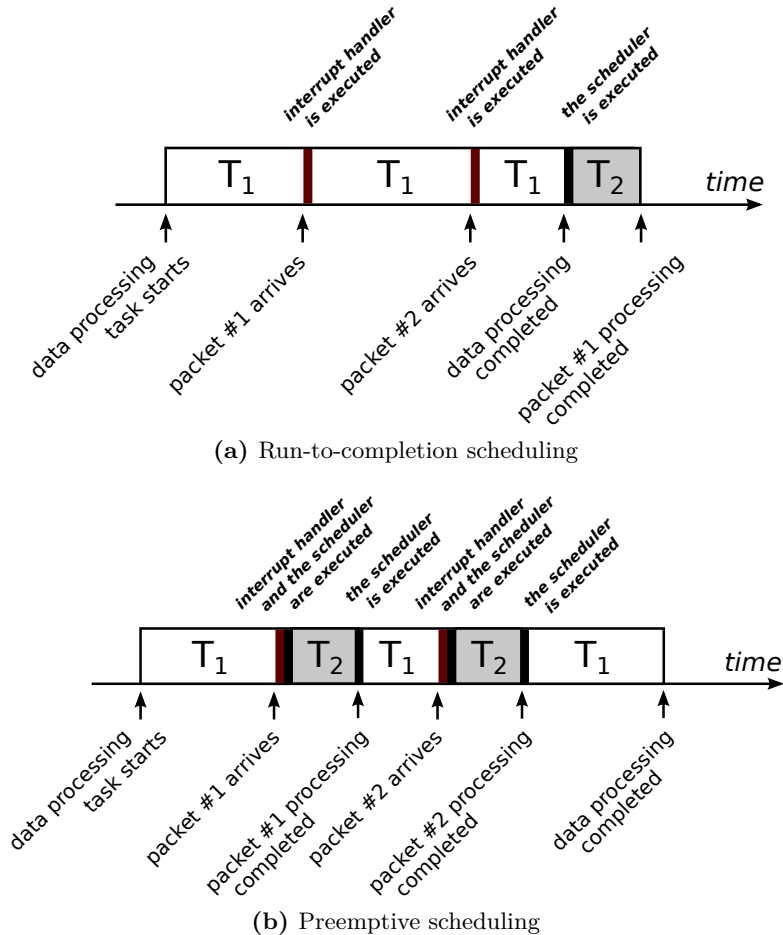 interrupt handler
is executed
interrupt handler
is executed
the scheduler
is executed
T1
T1
T1
T2
time
data processing
task starts
packet #1 arrives
packet #2 arrives
data processing
completed
packet #1 processing
completed
(a) Run-to-completion scheduling
interrupt handler
and the scheduler
are executed
the scheduler
is executed
interrupt handler
and the scheduler
are executed
the scheduler
is executed
T1
T2
T1
T2
T1
time
data processing
task starts
packet #1 arrives
packet #1 processing
completed
packet #2 arrives
packet #2 processing
completed
data processing
completed
(b) Preemptive scheduling